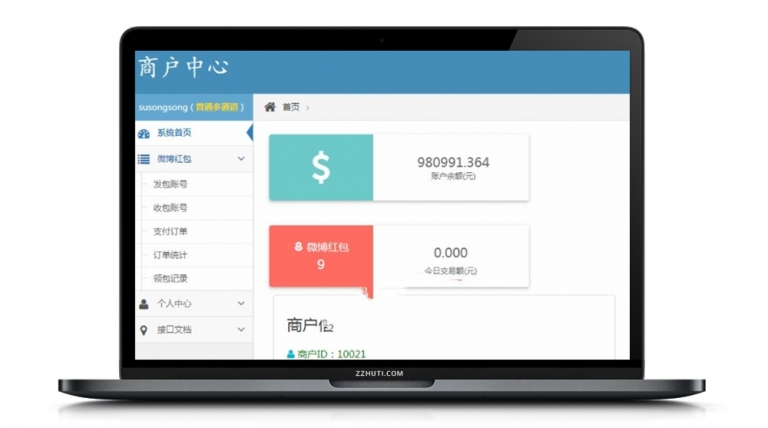 商户中心
susongsong ( 普通多通道 )
首页
系统首页
微博红包
发包账号
收包账号
支付订单
订单统计
领包记录
个人中心
接口文档
980991.364
账户余额(元)
微博红包
9
0.000
今日交易额(元)
商户信
商户ID：10021
ZZHUTI.COM